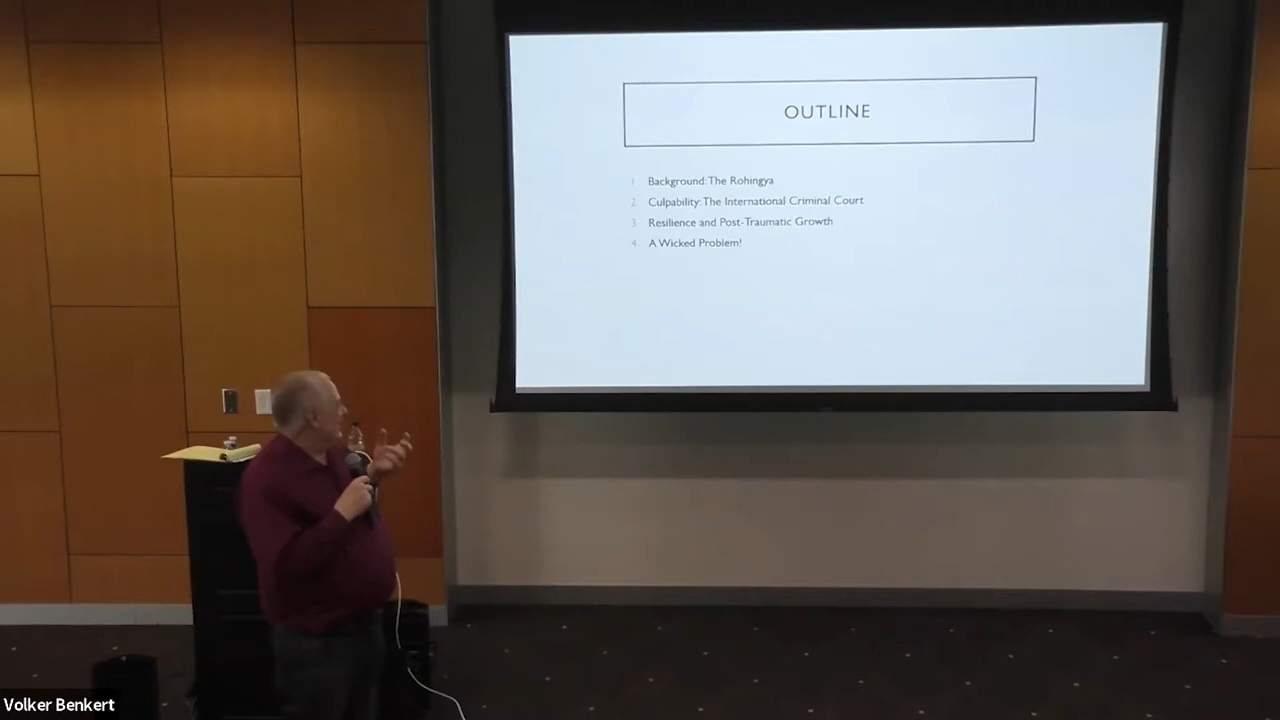 OUTLINE
1 Background: The Rohingya
2. Culpability: The International Criminal Court
3. Resilience and Post-Traumatic Growth
4. A Wicked Problem!
Volker Benkert